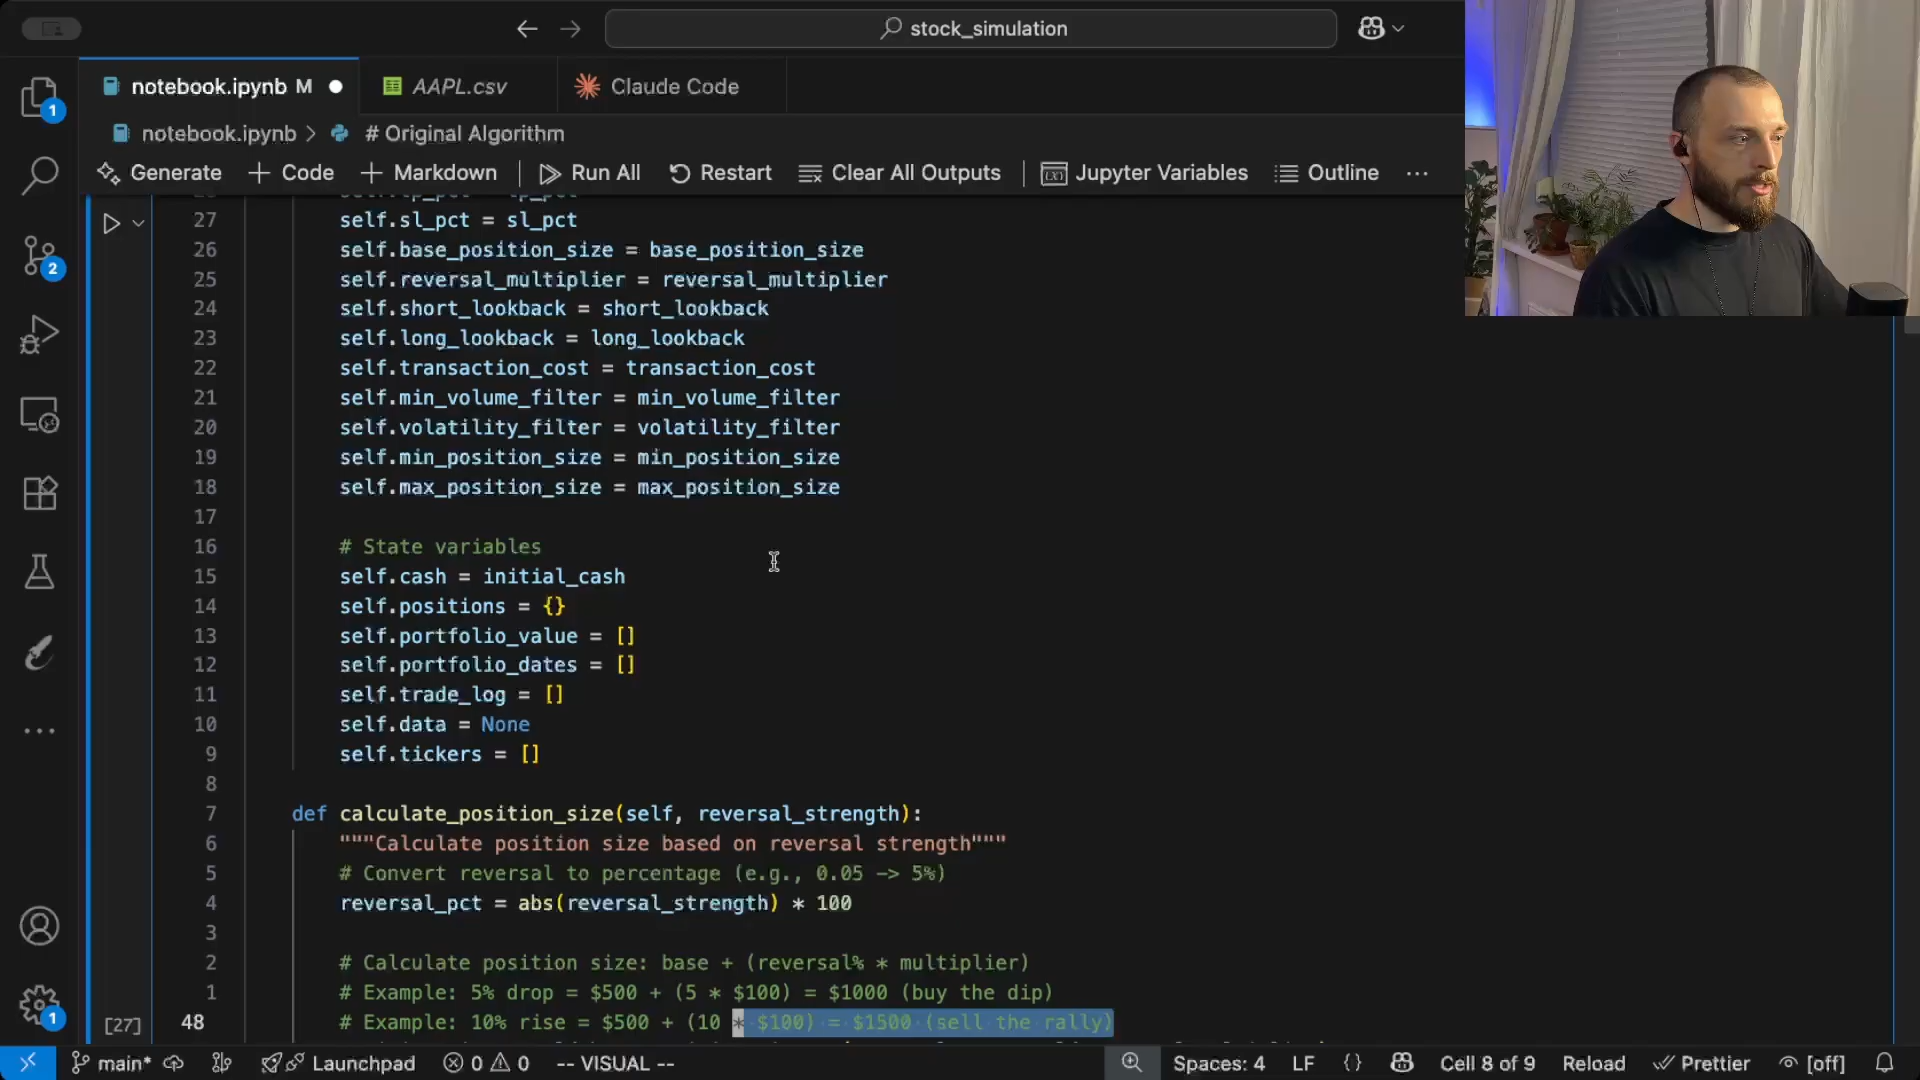 stock_simulation
notebook.ipynb M
AAPL.csv
Claude Code
notebook.ipynb > # Original Algorithm
Generate + Code + Markdown Run All Restart Clear All Outputs Jupyter Variables Outline ...
27 self.sl_pct = sl_pct
26 self.base_position_size = base_position_size
25 self.reversal_multiplier = reversal_multiplier
24 self.short_lookback = short_lookback
23 self.long_lookback = long_lookback
22 self.transaction_cost = transaction_cost
21 self.min_volume_filter = min_volume_filter
20 self.volatility_filter = volatility_filter
19 self.min_position_size = min_position_size
18 self.max_position_size = max_position_size
17
16 # State variables
15 self.cash = initial_cash
14 self.positions = {}
13 self.portfolio_value = []
12 self.portfolio_dates = []
11 self.trade_log = []
10 self.data = None
9 self.tickers = []
8
7 def calculate_position_size(self, reversal_strength):
6 """Calculate position size based on reversal strength"""
5 # Convert reversal to percentage (e.g., 0.05 -> 5%)
4 reversal_pct = abs(reversal_strength) * 100
3
2 # Calculate position size: base + (reversal% * multiplier)
1 # Example: 5% drop = $500 + (5 * $100) = $1000 (buy the dip)
[27] 48 # Example: 10% rise = $500 + (10 * $100) = $1500 (sell the rally)
1
2
1
main* Launchpad 0 0 -- VISUAL -- Spaces: 4 LF {} Cell 8 of 9 Reload Prettier [off]